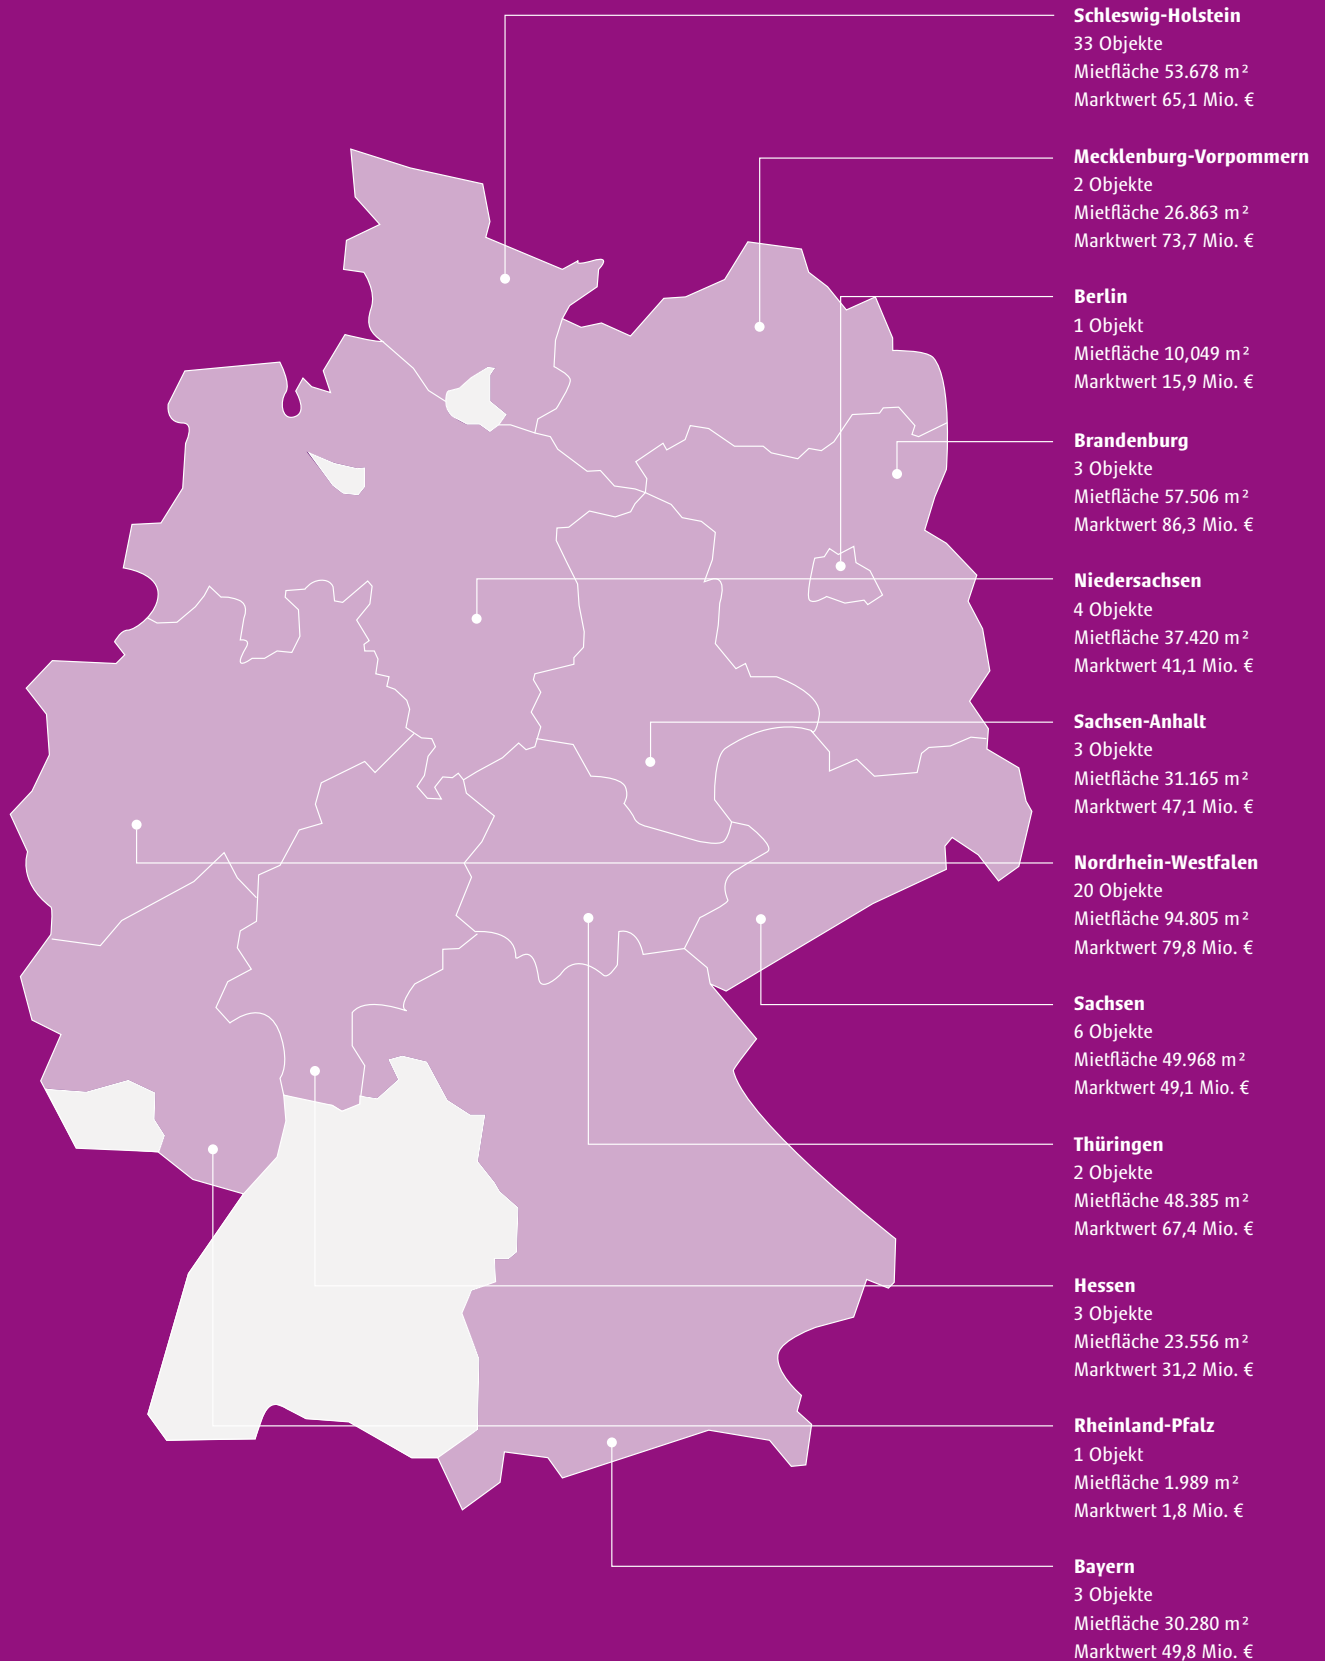 Schleswig-Holstein
33 Objekte
Mietfläche 53.678 m²
Marktwert 65,1 Mio. €
Mecklenburg-Vorpommern
2 Objekte
Mietfläche 26.863 m²
Marktwert 73,7 Mio. €
Berlin
1 Objekt
Mietfläche 10,049 m²
Marktwert 15,9 Mio. €
Brandenburg
3 Objekte
Mietfläche 57.506 m²
Marktwert 86,3 Mio. €
Niedersachsen
4 Objekte
Mietfläche 37.420 m²
Marktwert 41,1 Mio. €
Sachsen-Anhalt
3 Objekte
Mietfläche 31.165 m²
Marktwert 47,1 Mio. €
Nordrhein-Westfalen
20 Objekte
Mietfläche 94.805 m²
Marktwert 79,8 Mio. €
Sachsen
6 Objekte
Mietfläche 49.968 m²
Marktwert 49,1 Mio. €
Thüringen
2 Objekte
Mietfläche 48.385 m²
Marktwert 67,4 Mio. €
Hessen
3 Objekte
Mietfläche 23.556 m²
Marktwert 31,2 Mio. €
Rheinland-Pfalz
1 Objekt
Mietfläche 1.989 m²
Marktwert 1,8 Mio. €
Bayern
3 Objekte
Mietfläche 30.280 m²
Marktwert 49,8 Mio. €